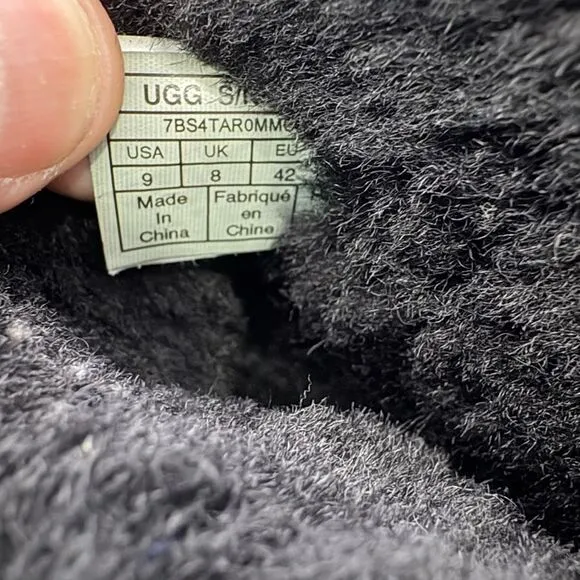 UGG
7BS4TAR0MM
USA UK EU
9 8 42
Made Fabriqué
In en
China Chine